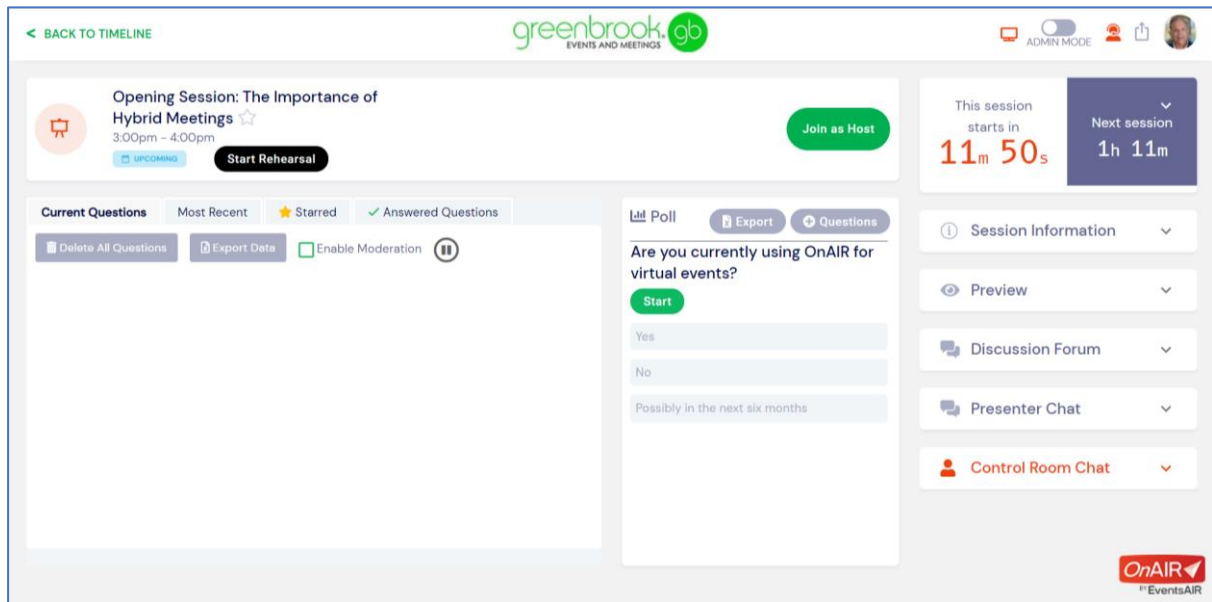 < BACK TO TIMELINE
greenbrook. gb
EVENTS AND MEETINGS
ADMIN MODE
Opening Session: The Importance of
Hybrid Meetings
3:00pm - 4:00pm
UPCOMING
Start Rehearsal
Join as Host
This session
starts in
11m 50s
Next session
1h 11m
Current Questions
Most Recent
Starred
Answered Questions
Delete All Questions
Export Data
Enable Moderation
Poll
Export
Questions
Are you currently using OnAIR for
virtual events?
Start
Yes
No
Possibly in the next six months
Session Information
Preview
Discussion Forum
Presenter Chat
Control Room Chat
OnAIR
BY EventsAIR